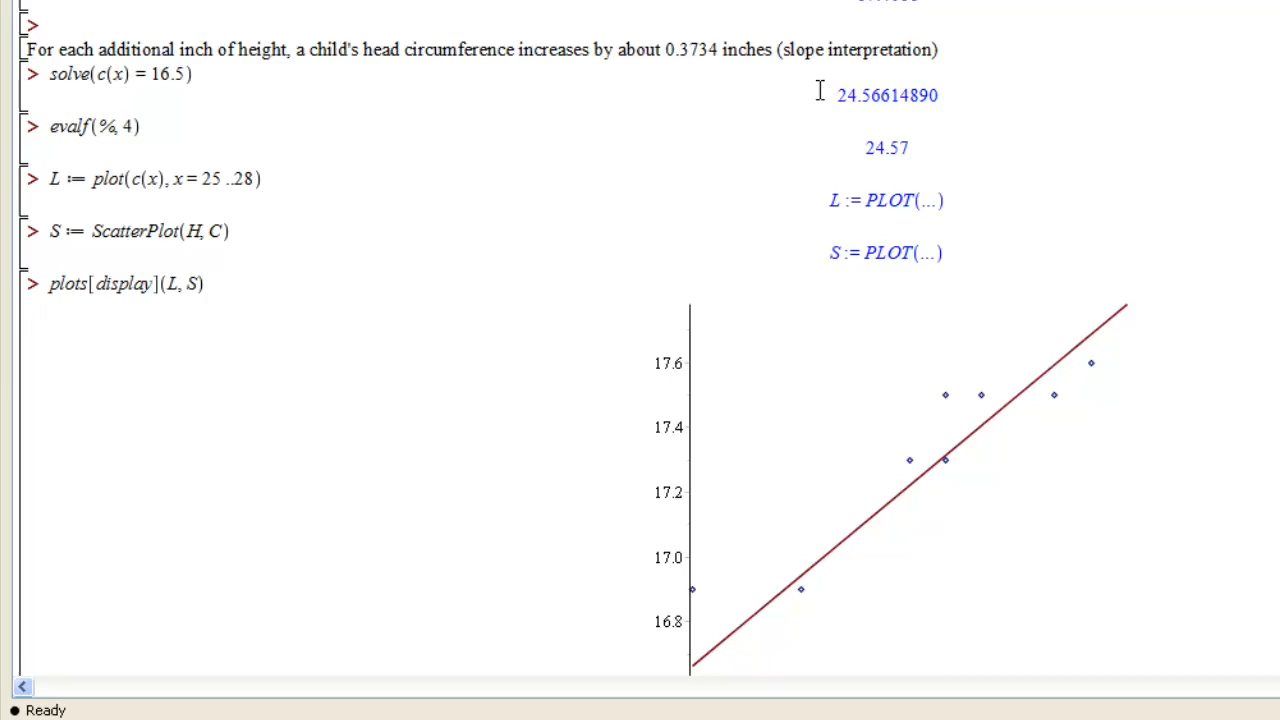 >
For each additional inch of height, a child's head circumference increases by about 0.3734 inches (slope interpretation)
> solve(c(x) = 16.5)
24.56614890
> evalf(%, 4)
24.57
> L := plot(c(x), x = 25 ..28)
L := PLOT(...)
> S := ScatterPlot(H, C)
S := PLOT(...)
> plots[display](L, S)
17.6
17.4
17.2
17.0
16.8
Ready